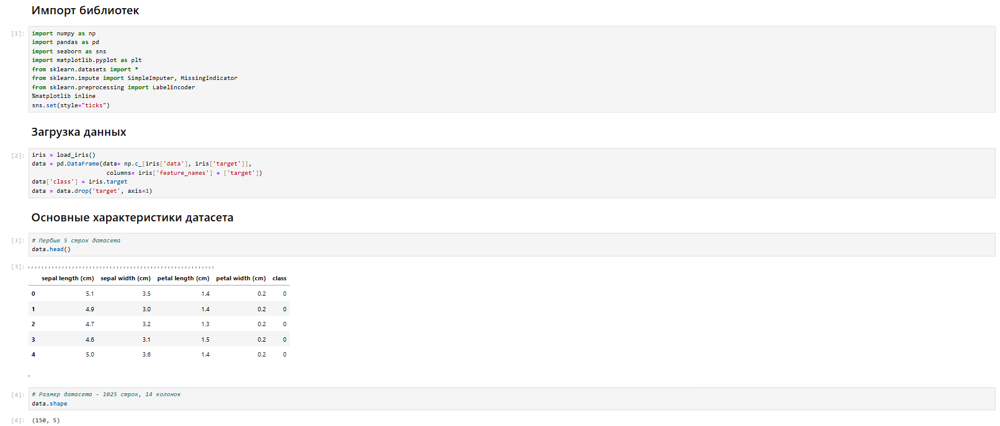 Импорт библиотек
[1]:
import numpy as np
import pandas as pd
import seaborn as sns
import matplotlib.pyplot as plt
from sklearn.datasets import *
from sklearn.impute import SimpleImputer, MissingIndicator
from sklearn.preprocessing import LabelEncoder
%matplotlib inline
sns.set(style="ticks")
Загрузка данных
[2]:
iris = load_iris()
data = pd.DataFrame(data= np.c_[iris['data'], iris['target']],
columns= iris['feature_names'] + ['target'])
data['class'] = iris.target
data = data.drop('target', axis=1)
Основные характеристики датасета
[3]:
# Первые 5 строк датасета
data.head()
[3]:
sepal length (cm) sepal width (cm) petal length (cm) petal width (cm) class
0 5.1 3.5 1.4 0.2 0
1 4.9 3.0 1.4 0.2 0
2 4.7 3.2 1.3 0.2 0
3 4.6 3.1 1.5 0.2 0
4 5.0 3.6 1.4 0.2 0
[4]:
# Размер датасета - 1025 строк, 14 колонок
data.shape
[4]: (150, 5)